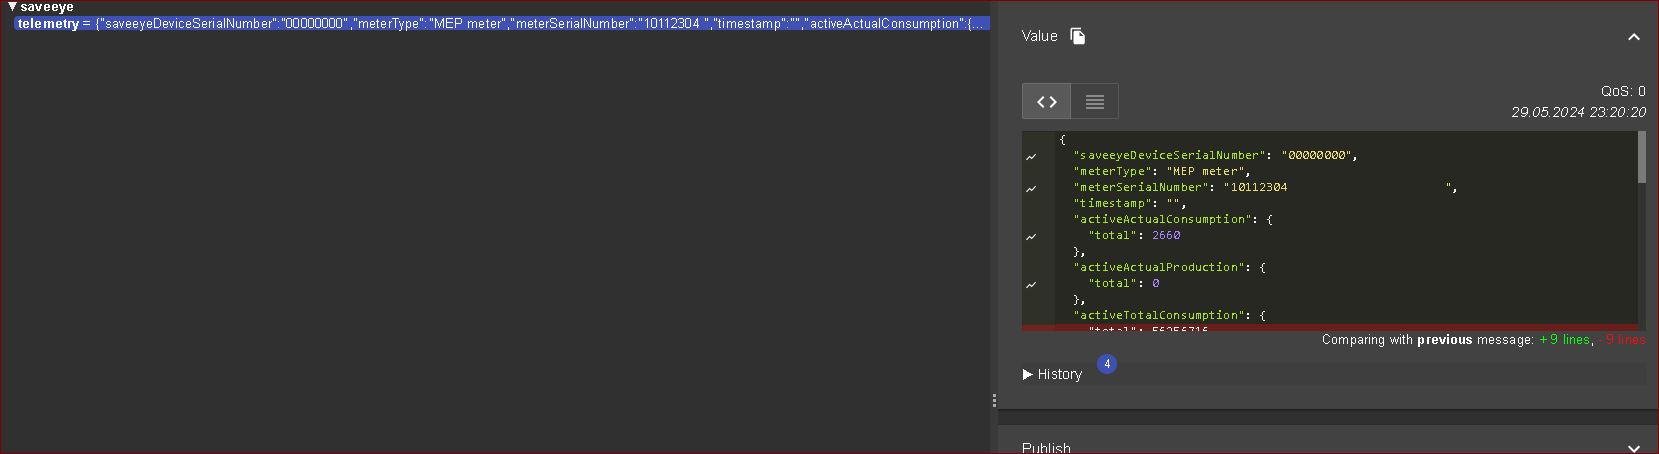 ▼ saveeye
telemetry = {"saveeyeDeviceSerialNumber":"00000000","meterType":"MEP meter","meterSerialNumber":"10112304 ","timestamp":"","activeActualConsumption":{...
Value
QoS: 0
29.05.2024 23:20:20
{
"saveeyeDeviceSerialNumber": "00000000",
"meterType": "MEP meter",
"meterSerialNumber": "10112304                      ",
"timestamp": "",
"activeActualConsumption": {
"total": 2660
},
"activeActualProduction": {
"total": 0
},
"activeTotalConsumption": {
"total": 56256716
Comparing with previous message: +9 lines, -9 lines
▶ History 4
Publish